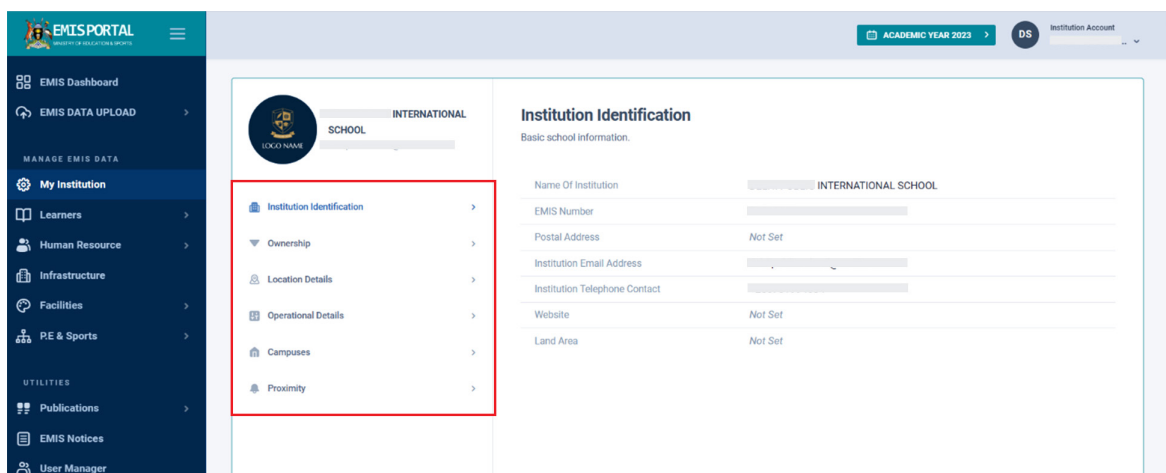 EMIS PORTAL
MINISTRY OF EDUCATION & SPORTS
ACADEMIC YEAR 2023
DS
Institution Account
EMIS Dashboard
EMIS DATA UPLOAD
MANAGE EMIS DATA
My Institution
Learners
Human Resource
Infrastructure
Facilities
P.E & Sports
UTILITIES
Publications
EMIS Notices
User Manager
LOGO NAME
INTERNATIONAL
SCHOOL
Institution Identification
Ownership
Location Details
Operational Details
Campuses
Proximity
Institution Identification
Basic school information.
Name Of Institution INTERNATIONAL SCHOOL
EMIS Number
Postal Address Not Set
Institution Email Address
Institution Telephone Contact
Website Not Set
Land Area Not Set